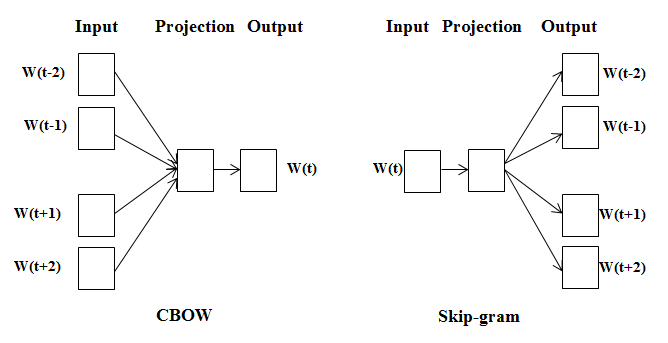 Input Projection Output
W(t-2)
W(t-1)
W(t+1)
W(t+2)
W(t)
CBOW
Input Projection Output
W(t)
W(t-2)
W(t-1)
W(t+1)
W(t+2)
Skip-gram